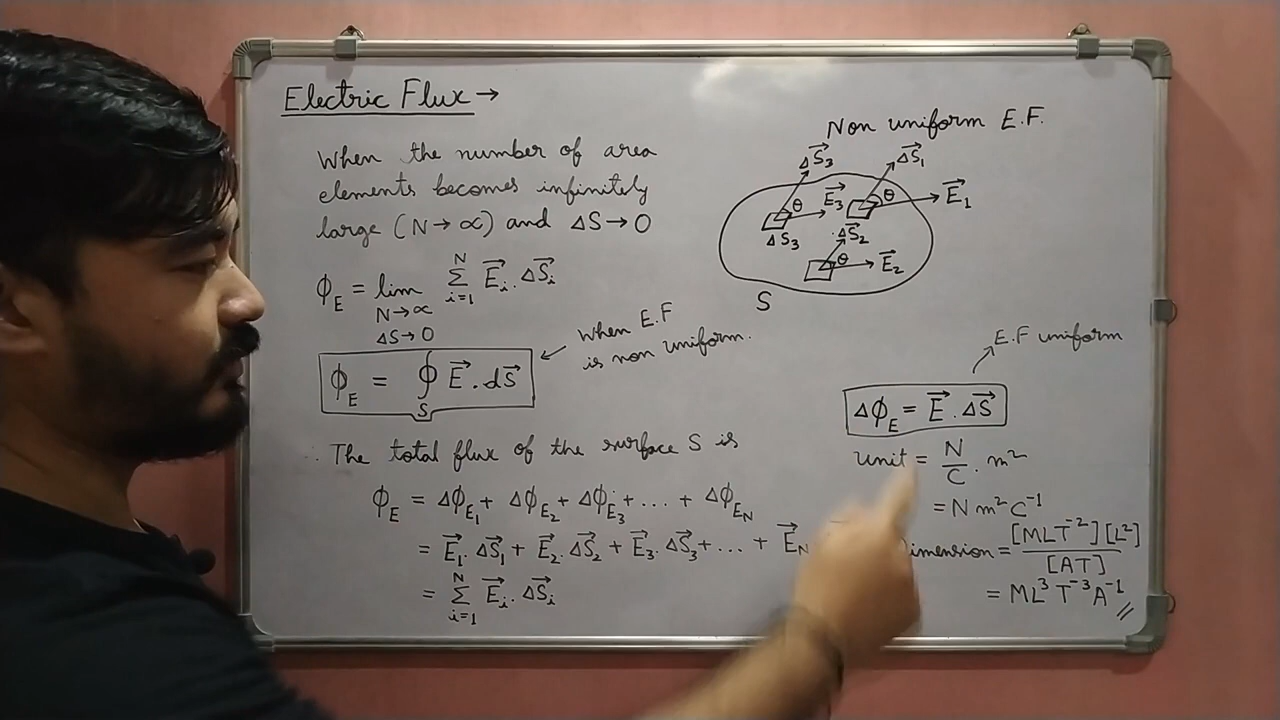 Electric Flux →
When the number of area
elements becomes infinitely
large (N → ∝) and ΔS → 0
ϕ_E = lim N→∝ ΔS→0 Σ_{i=1}^{N} E⃗_i . ΔS⃗_i
ϕ_E = ∮_S E⃗ . dS⃗
When E.F
is non uniform.
∴ The total flux of the surface S is
ϕ_E = Δϕ_{E_1} + Δϕ_{E_2} + Δϕ_{E_3} + .... + Δϕ_{E_N}
= E⃗_1 . ΔS⃗_1 + E⃗_2 . ΔS⃗_2 + E⃗_3 . ΔS⃗_3 + ... + E⃗_N
= Σ_{i=1}^{N} E⃗_i . ΔS⃗_i
Non uniform E.F.
ΔS⃗_3
ΔS⃗_1
θ
E⃗_3
θ
E⃗_1
ΔS_3
ΔS⃗_2
θ
E⃗_2
S
E.F uniform
Δϕ_E = E⃗ . ΔS⃗
Unit = N/C . m²
= N m² C⁻¹
imension = [MLT⁻²][L²]/[AT]
= ML³T⁻³A⁻¹ //